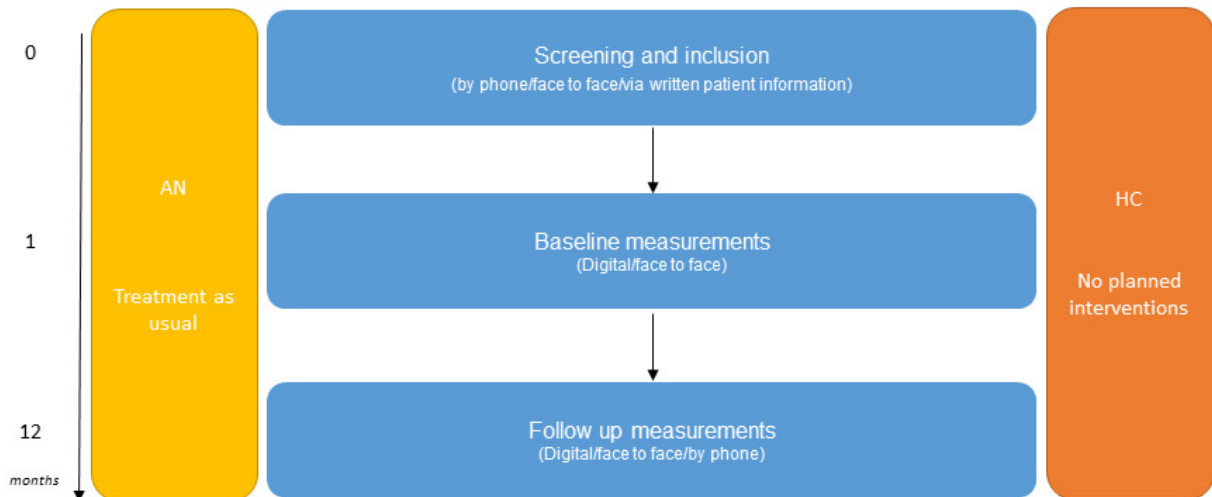 0
Screening and inclusion
(by phone/face to face/via written patient information)
AN
HC
1
Baseline measurements
(Digital/face to face)
Treatment as
usual
No planned
interventions
12
Follow up measurements
(Digital/face to face/by phone)
months